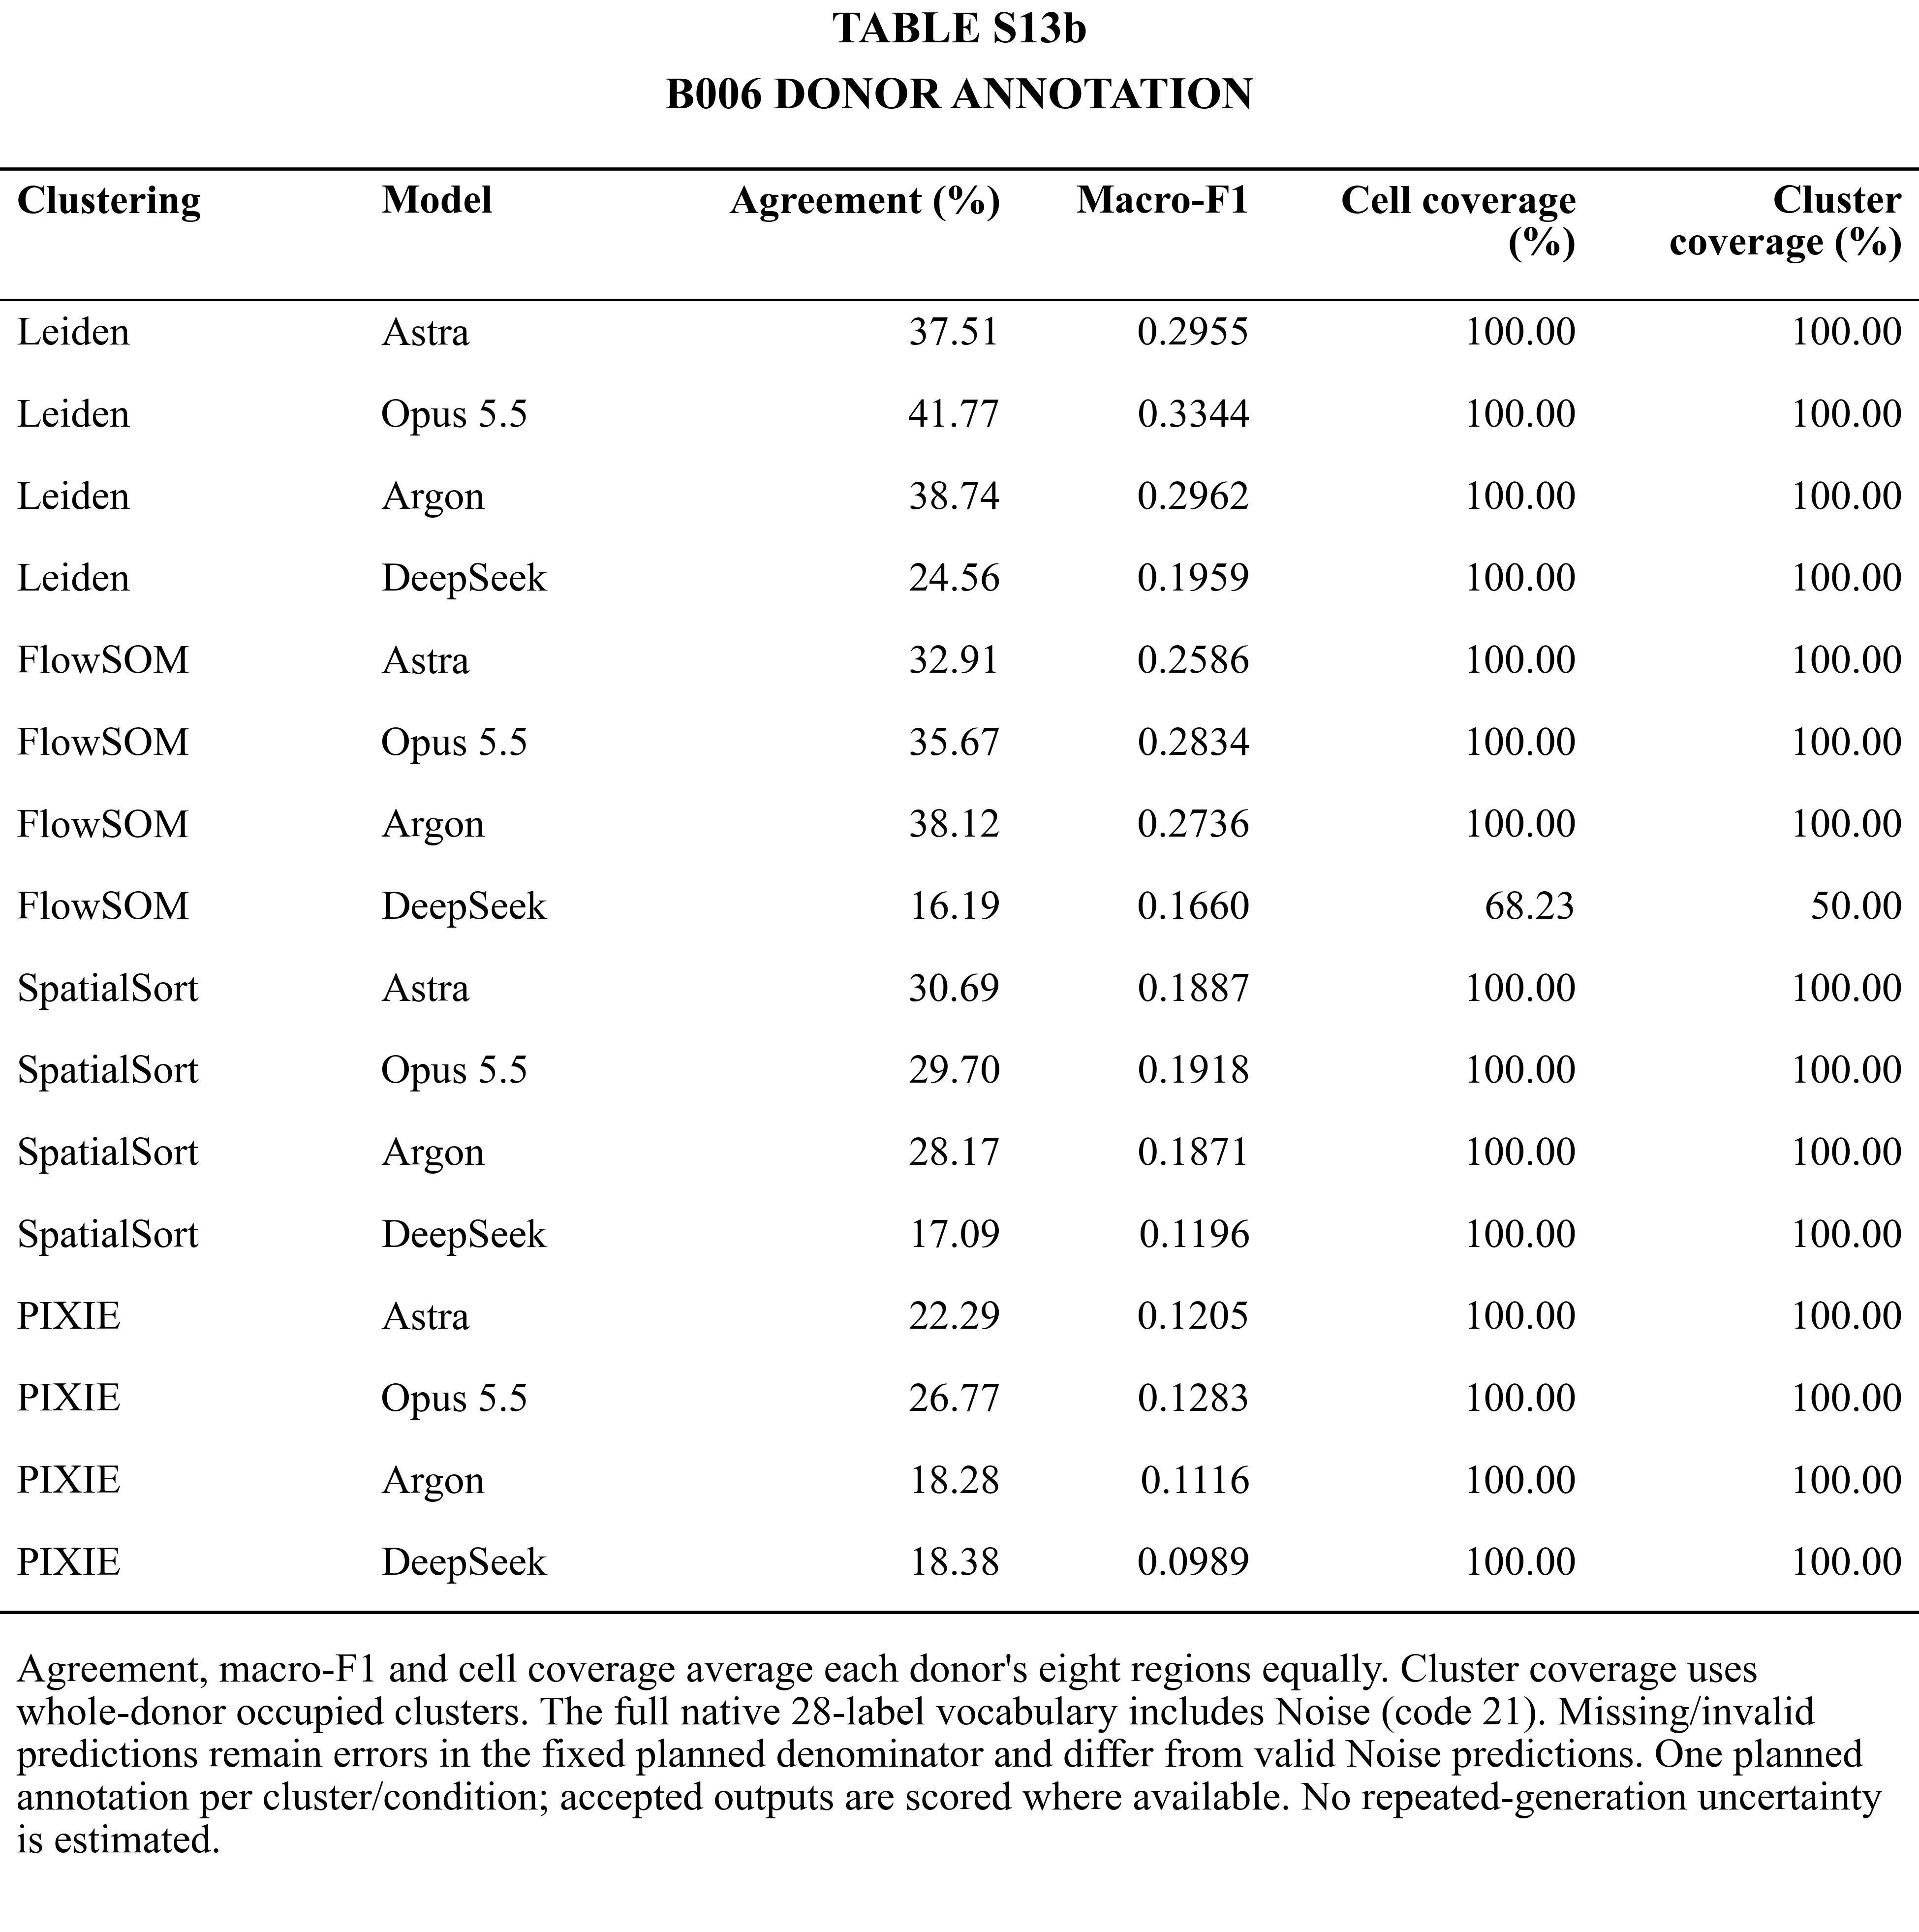 TABLE S13b
B006 DONOR ANNOTATION
Clustering Model Agreement (%) Macro-F1 Cell coverage (%) Cluster coverage (%)
Leiden Astra 37.51 0.2955 100.00 100.00
Leiden Opus 5.5 41.77 0.3344 100.00 100.00
Leiden Argon 38.74 0.2962 100.00 100.00
Leiden DeepSeek 24.56 0.1959 100.00 100.00
FlowSOM Astra 32.91 0.2586 100.00 100.00
FlowSOM Opus 5.5 35.67 0.2834 100.00 100.00
FlowSOM Argon 38.12 0.2736 100.00 100.00
FlowSOM DeepSeek 16.19 0.1660 68.23 50.00
SpatialSort Astra 30.69 0.1887 100.00 100.00
SpatialSort Opus 5.5 29.70 0.1918 100.00 100.00
SpatialSort Argon 28.17 0.1871 100.00 100.00
SpatialSort DeepSeek 17.09 0.1196 100.00 100.00
PIXIE Astra 22.29 0.1205 100.00 100.00
PIXIE Opus 5.5 26.77 0.1283 100.00 100.00
PIXIE Argon 18.28 0.1116 100.00 100.00
PIXIE DeepSeek 18.38 0.0989 100.00 100.00
Agreement, macro-F1 and cell coverage average each donor's eight regions equally. Cluster coverage uses
whole-donor occupied clusters. The full native 28-label vocabulary includes Noise (code 21). Missing/invalid
predictions remain errors in the fixed planned denominator and differ from valid Noise predictions. One planned
annotation per cluster/condition; accepted outputs are scored where available. No repeated-generation uncertainty
is estimated.